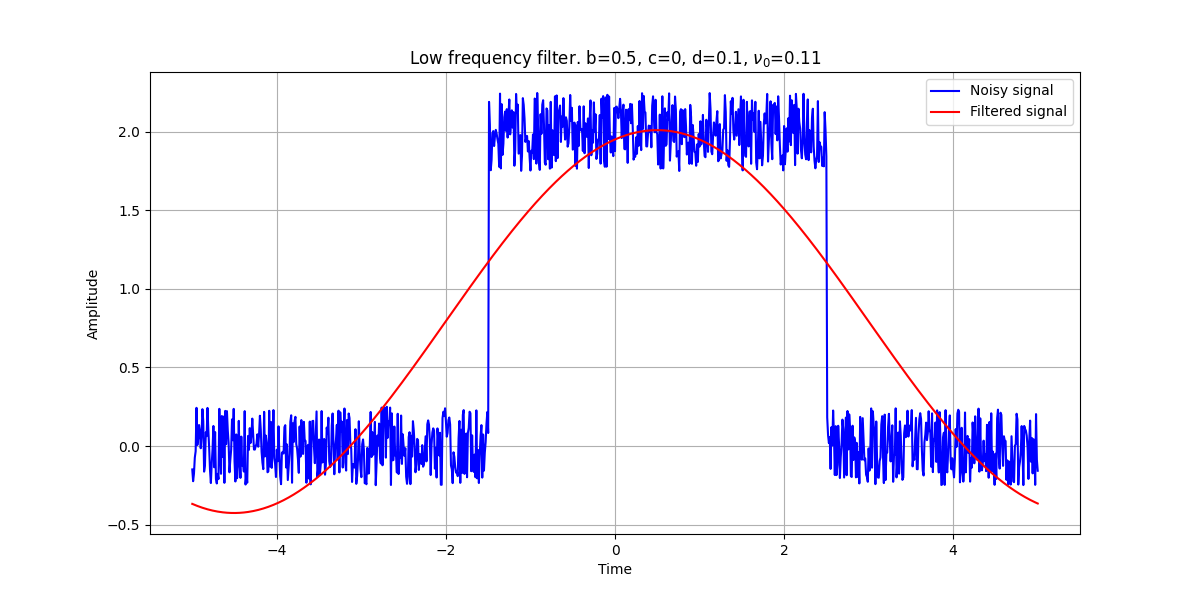 Low frequency filter. b=0.5, c=0, d=0.1, ν₀=0.11
Noisy signal
Filtered signal
Amplitude
2.0
1.5
1.0
0.5
0.0
−0.5
−4
−2
0
2
4
Time